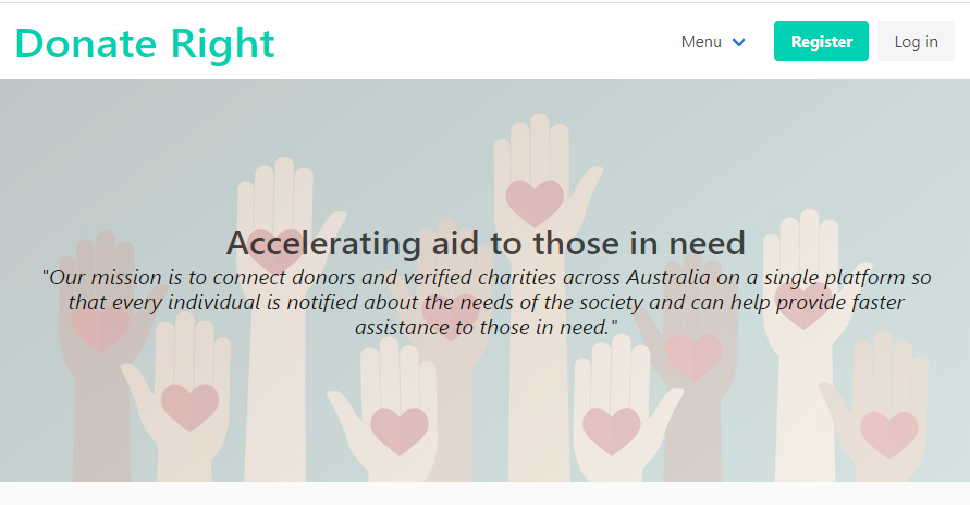 Donate Right
Menu
Register
Log in
Accelerating aid to those in need
"Our mission is to connect donors and verified charities across Australia on a single platform so
that every individual is notified about the needs of the society and can help provide faster
assistance to those in need."